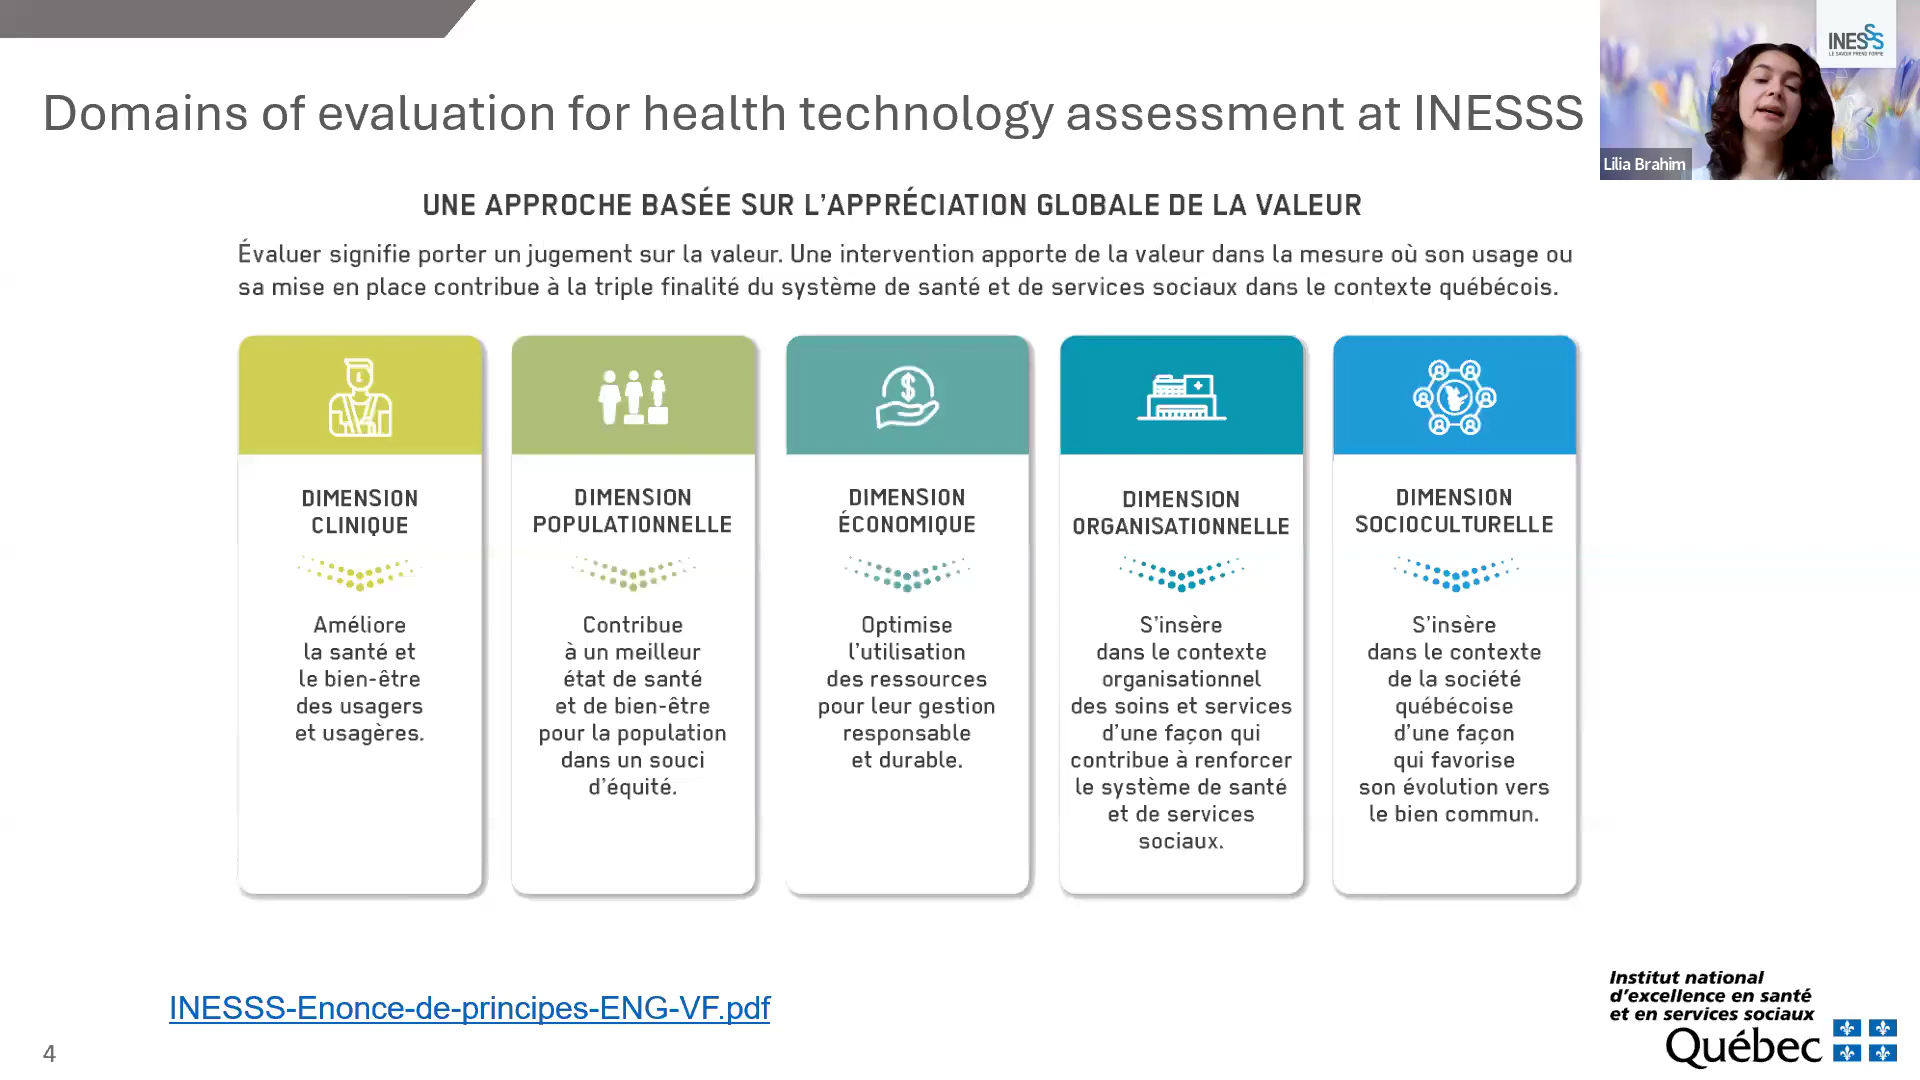 Domains of evaluation for health technology assessment at INESSS
INESSS
LE SAVOIR PREND FORME
Lilia Brahim
UNE APPROCHE BASÉE SUR L'APPRÉCIATION GLOBALE DE LA VALEUR
Évaluer signifie porter un jugement sur la valeur. Une intervention apporte de la valeur dans la mesure où son usage ou
sa mise en place contribue à la triple finalité du système de santé et de services sociaux dans le contexte québécois.
DIMENSION
CLINIQUE
Améliore
la santé et
le bien-être
des usagers
et usagères.
DIMENSION
POPULATIONNELLE
Contribue
à un meilleur
état de santé
et de bien-être
pour la population
dans un souci
d'équité.
$
DIMENSION
ÉCONOMIQUE
Optimise
l'utilisation
des ressources
pour leur gestion
responsable
et durable.
DIMENSION
ORGANISATIONNELLE
S'insère
dans le contexte
organisationnel
des soins et services
d'une façon qui
contribue à renforcer
le système de santé
et de services
sociaux.
DIMENSION
SOCIOCULTURELLE
S'insère
dans le contexte
de la société
québécoise
d'une façon
qui favorise
son évolution vers
le bien commun.
INESSS-Enonce-de-principes-ENG-VF.pdf
4
Institut national
d'excellence en santé
et en services sociaux
Québec